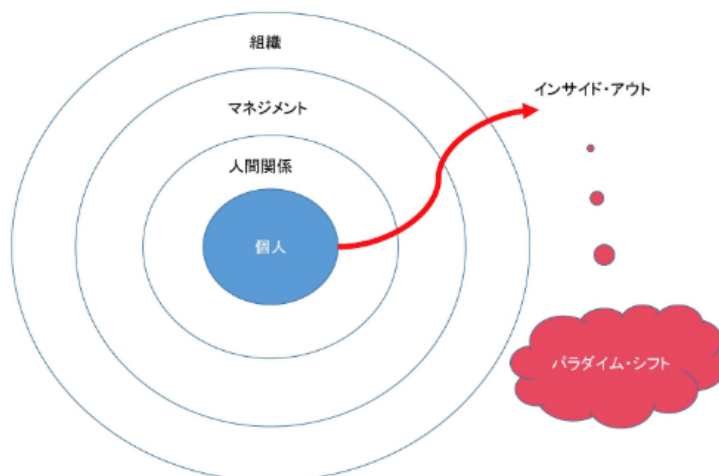 組織
インサイド・アウト
マネジメント
人間関係
個人
パラダイム・シフト